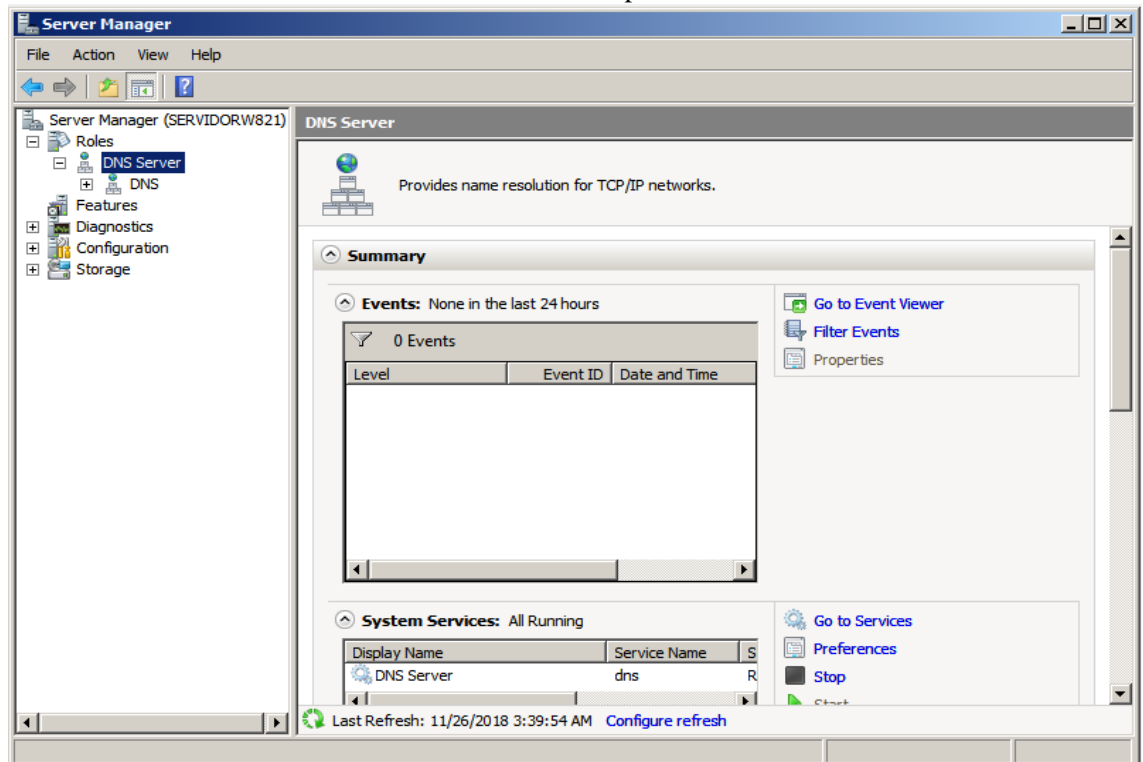 Server Manager
File Action View Help
Server Manager (SERVIDORW821)
Roles
DNS Server
DNS
Features
Diagnostics
Configuration
Storage
DNS Server
Provides name resolution for TCP/IP networks.
Summary
Events: None in the last 24 hours
0 Events
Level Event ID Date and Time
Go to Event Viewer
Filter Events
Properties
System Services: All Running
Display Name Service Name S
DNS Server dns R
Go to Services
Preferences
Stop
Start
Last Refresh: 11/26/2018 3:39:54 AM Configure refresh